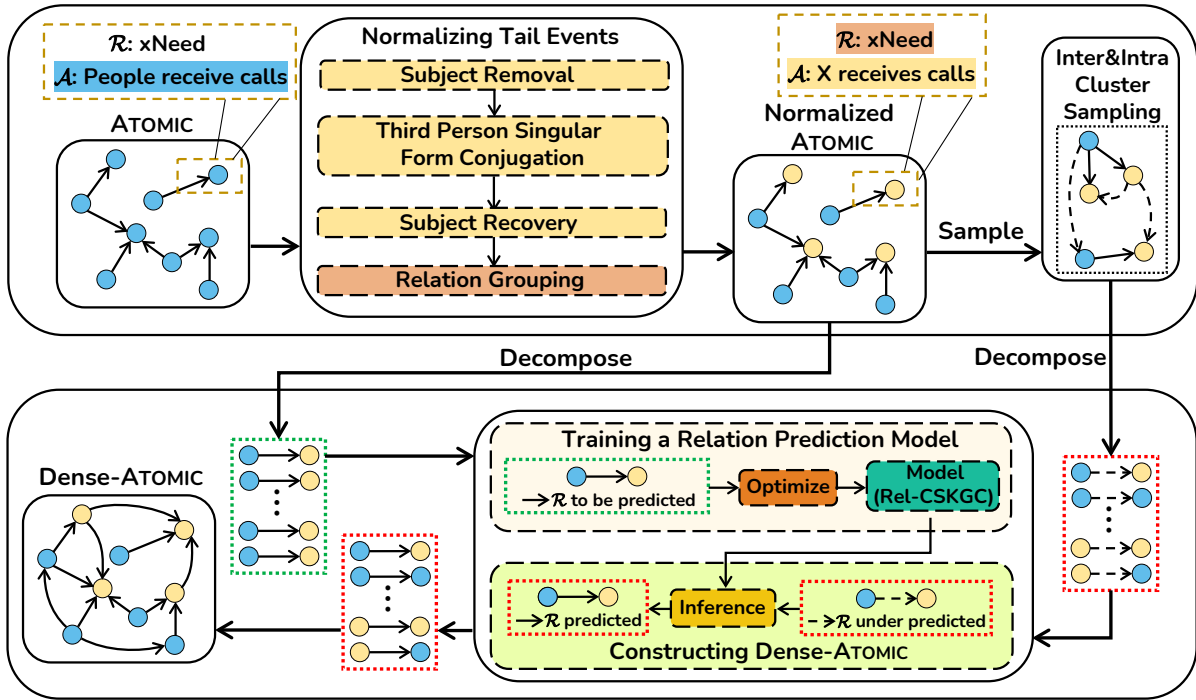 R: xNeed
A: People receive calls
ATOMIC
Normalizing Tail Events
Subject Removal
Third Person Singular
Form Conjugation
Subject Recovery
Relation Grouping
R: xNeed
A: X receives calls
Normalized
ATOMIC
Sample
Inter&Intra
Cluster
Sampling
Decompose
Decompose
Dense-ATOMIC
Training a Relation Prediction Model
R to be predicted
Optimize
Model
(Rel-CSKGC)
R predicted
Inference
R under predicted
Constructing Dense-ATOMIC